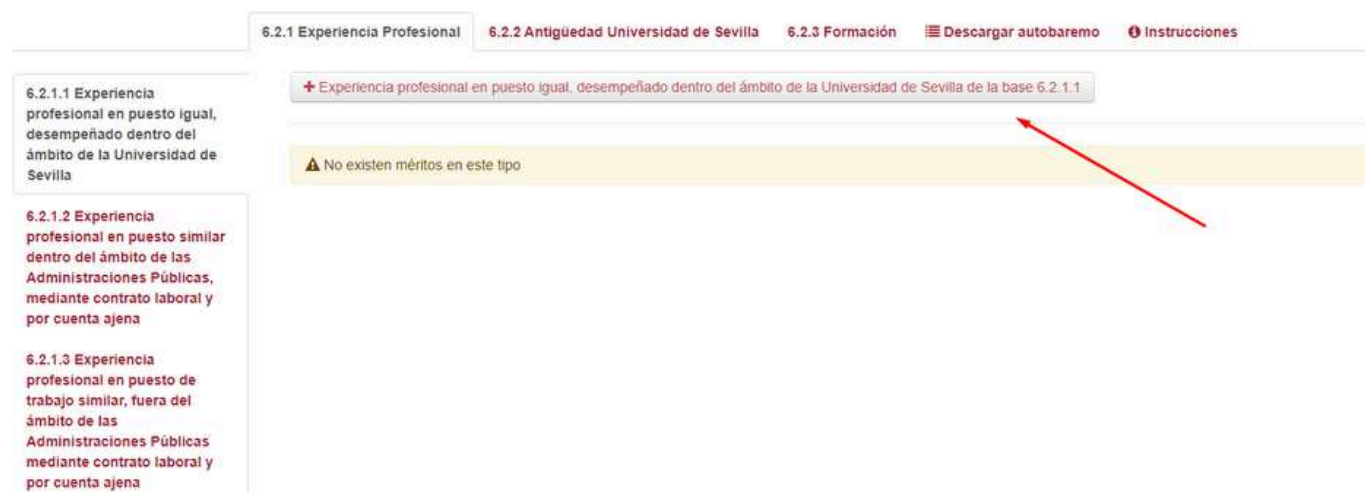 6.2.1 Experiencia Profesional 6.2.2 Antigüedad Universidad de Sevilla 6.2.3 Formación Descargar autobaremo Instrucciones
6.2.1.1 Experiencia
profesional en puesto igual,
desempeñado dentro del
ámbito de la Universidad de
Sevilla
6.2.1.2 Experiencia
profesional en puesto similar
dentro del ámbito de las
Administraciones Públicas,
mediante contrato laboral y
por cuenta ajena
6.2.1.3 Experiencia
profesional en puesto de
trabajo similar, fuera del
ámbito de las
Administraciones Públicas
mediante contrato laboral y
por cuenta ajena
+ Experiencia profesional en puesto igual, desempeñado dentro del ámbito de la Universidad de Sevilla de la base 6.2.1.1
No existen méritos en este tipo